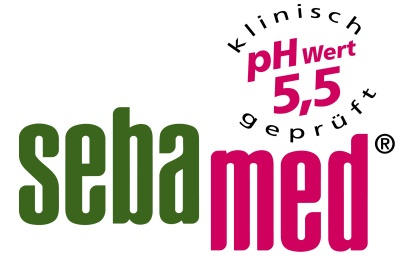 klinisch
pH Wert
5,5
geprüft
sebamed®